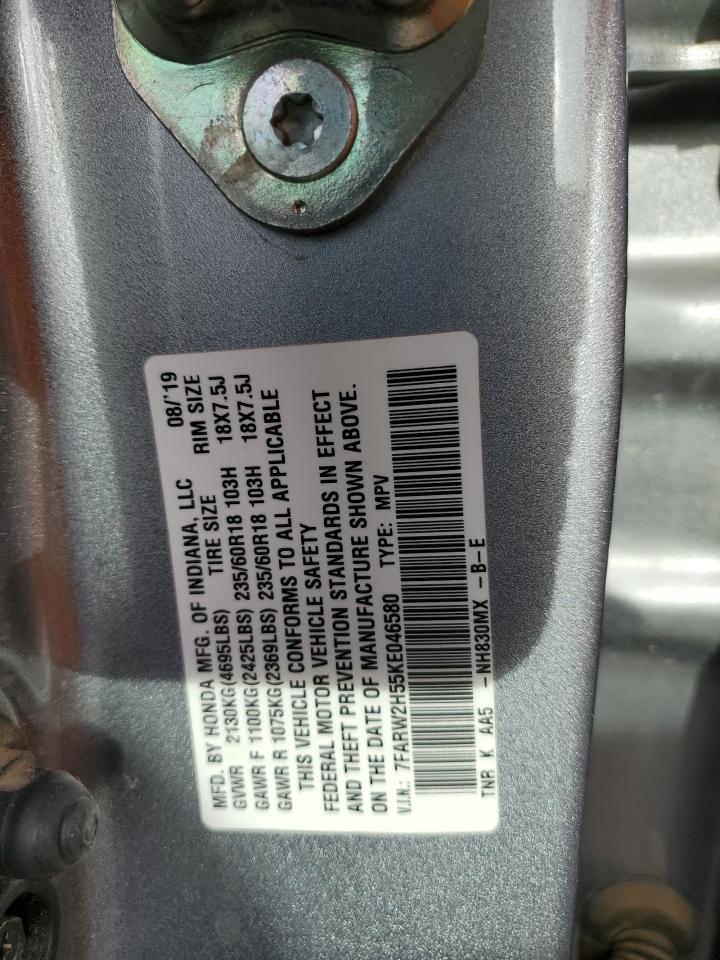 MFD. BY HONDA MFG. OF INDIANA, LLC 08/'19
GVWR 2130KG(4695LBS) TIRE SIZE RIM SIZE
GAWR F 1100KG(2425LBS) 235/60R18 103H 18X7.5J
GAWR R 1075KG(2369LBS) 235/60R18 103H 18X7.5J
THIS VEHICLE CONFORMS TO ALL APPLICABLE
FEDERAL MOTOR VEHICLE SAFETY
AND THEFT PREVENTION STANDARDS IN EFFECT
ON THE DATE OF MANUFACTURE SHOWN ABOVE.
V.I.N.: 7FARW2H55KE046580 TYPE: MPV
TNR K AA5 -NH830MX -B-E